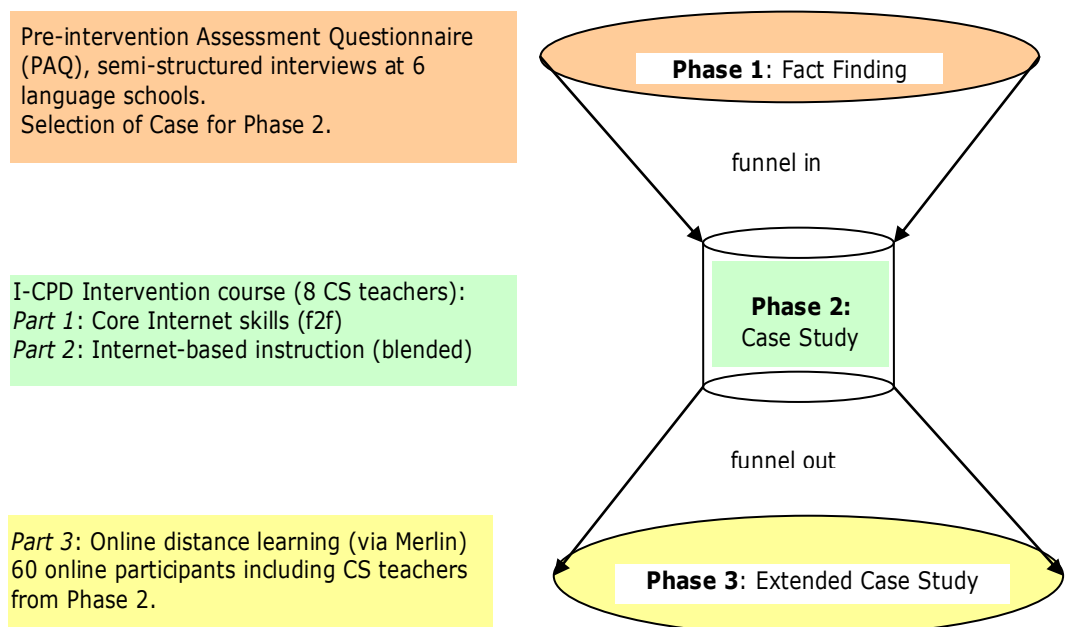 Pre-intervention Assessment Questionnaire
(PAQ), semi-structured interviews at 6
language schools.
Selection of Case for Phase 2.
Phase 1: Fact Finding
funnel in
I-CPD Intervention course (8 CS teachers):
Part 1: Core Internet skills (f2f)
Part 2: Internet-based instruction (blended)
Phase 2:
Case Study
funnel out
Part 3: Online distance learning (via Merlin)
60 online participants including CS teachers
from Phase 2.
Phase 3: Extended Case Study